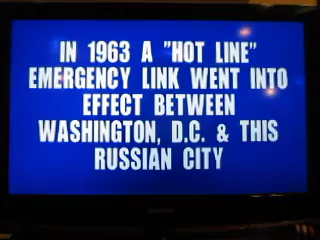 IN 1963 A "HOT LINE"
EMERGENCY LINK WENT INTO
EFFECT BETWEEN
WASHINGTON, D.C. & THIS
RUSSIAN CITY